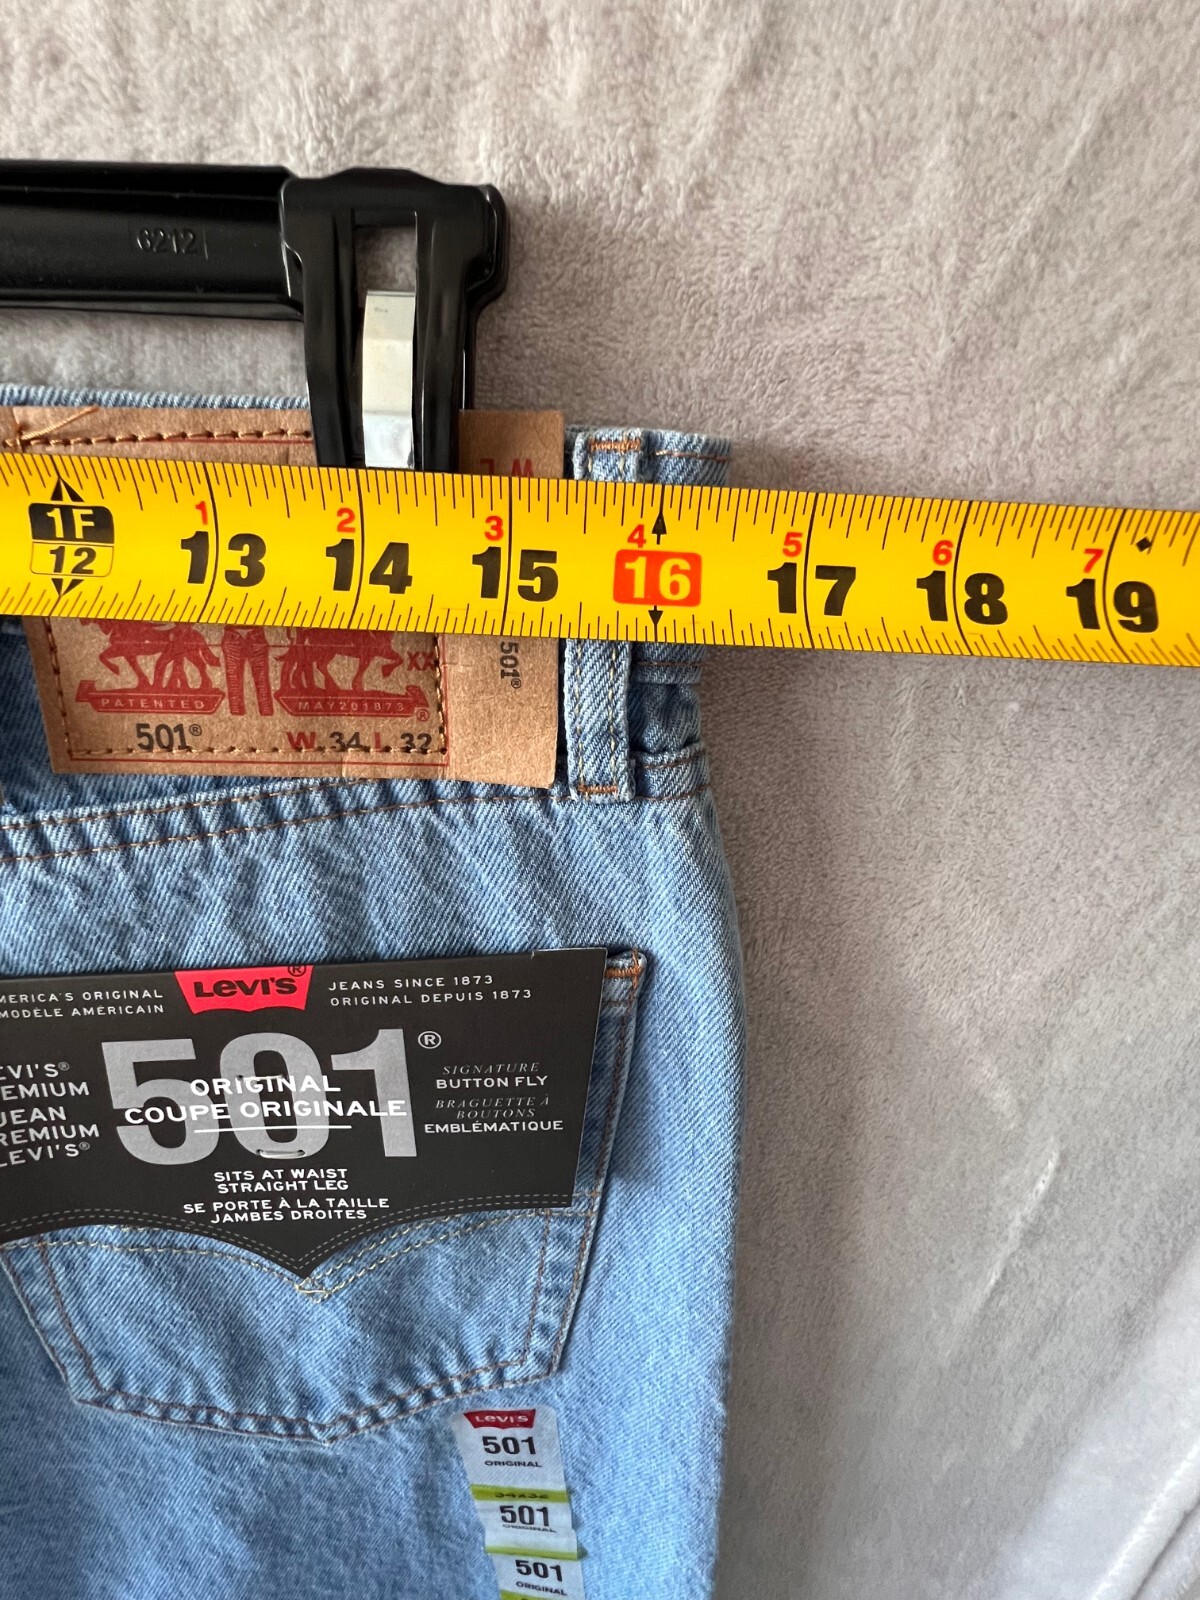 6212
W L
1F
12
1
13
2
14
3
15
4
16
5
17
6
18
7
19
XX
501®
PATENTED
MAY 20 1873
®
501® W 34 L 32
AMERICA'S ORIGINAL
MODÈLE AMÉRICAIN
LEVI'S®
JEANS SINCE 1873
ORIGINAL DEPUIS 1873
LEVI'S®
PREMIUM
JEAN
PREMIUM
LEVI'S®
501®
ORIGINAL
COUPE ORIGINALE
SIGNATURE
BUTTON FLY
BRAGUETTE À
BOUTONS
EMBLÉMATIQUE
SITS AT WAIST
STRAIGHT LEG
SE PORTE À LA TAILLE
JAMBES DROITES
LEVI'S
501
ORIGINAL
34X32
501
ORIGINAL
501
ORIGINAL